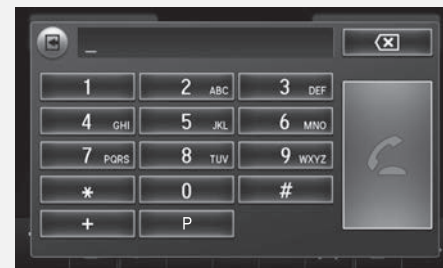 _
1 2 ABC 3 DEF
4 GHI 5 JKL 6 MNO
7 PQRS 8 TUV 9 WXYZ
* 0 #
+ P